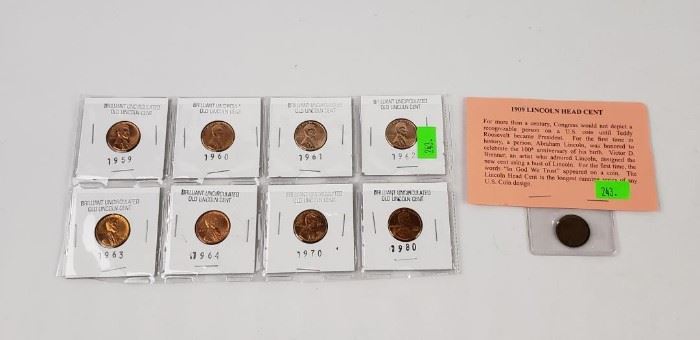 BRILLIANT UNCIRCULATED
OLD LINCOLN CENT
1959
BRILLIANT UNCIRCULA
OLD LINCOLN CENT
1960
BRILLIANT UNCIRCULATED
OLD LINCOLN CENT
1961
BRILLIANT UNCIRCULATED
OLD LINCOLN CENT
1962
243.
BRILLIANT UNCIRCULATED
OLD LINCOLN CENT
1963
BRILLIANT UNCIRCULATED
OLD LINCOLN CENT
1964
BRILLIANT UNCIRCULATED
OLD LINCOLN CENT
1970
BRILLIANT UNCIRCULATED
OLD LINCOLN CENT
1980
1909 LINCOLN HEAD CENT
For more than a century, Congress would not depict a
recognizable person on a U.S. coin until Teddy
Roosevelt became President. For the first time in
history, a person, Abraham Lincoln, was honored to
celebrate the 100th anniversary of his birth. Victor D.
Brenner, an artist who admired Lincoln, designed the
new cent using a bust of Lincoln. For the first time, the
words "In God We Trust" appeared on a coin. The
Lincoln Head Cent is the longest running series of any
U.S. Coin design.
243.